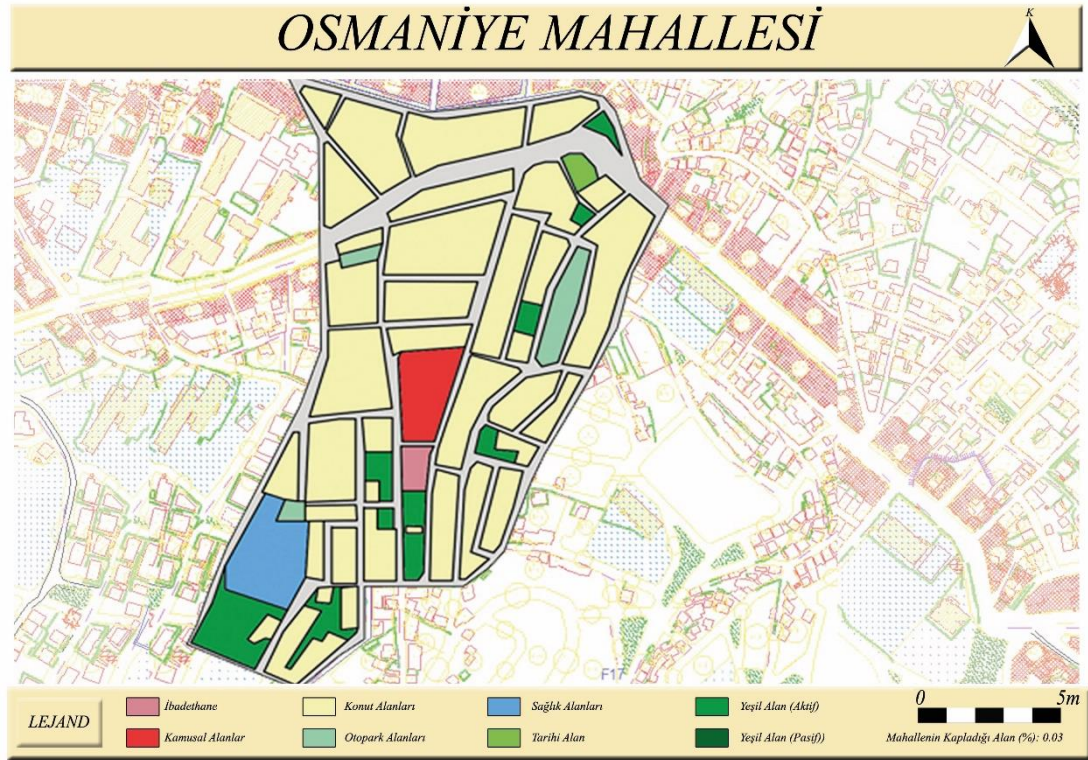 OSMANİYE MAHALLESİ
K
F17
LEJAND
İbadethane
Konut Alanları
Sağlık Alanları
Yeşil Alan (Aktif)
Kamusal Alanlar
Otopark Alanları
Tarihi Alan
Yeşil Alan (Pasif))
0 5m
Mahallenin Kapladığı Alan (%): 0.03